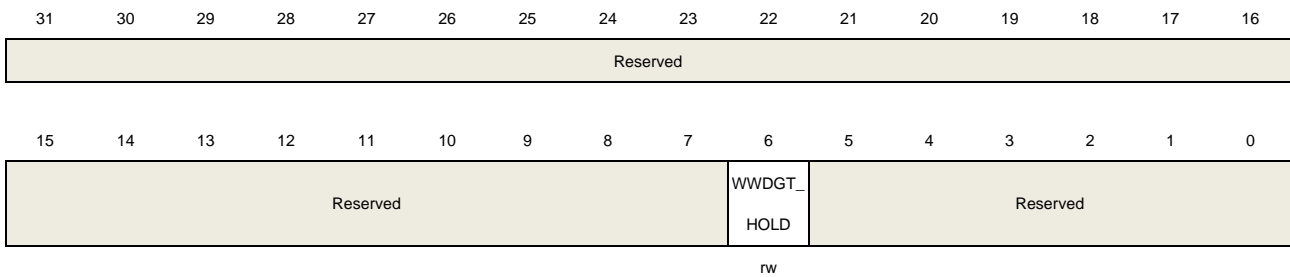 31 30 29 28 27 26 25 24 23 22 21 20 19 18 17 16
Reserved
15 14 13 12 11 10 9 8 7 6 5 4 3 2 1 0
Reserved WWDGT_ Reserved
HOLD
rw